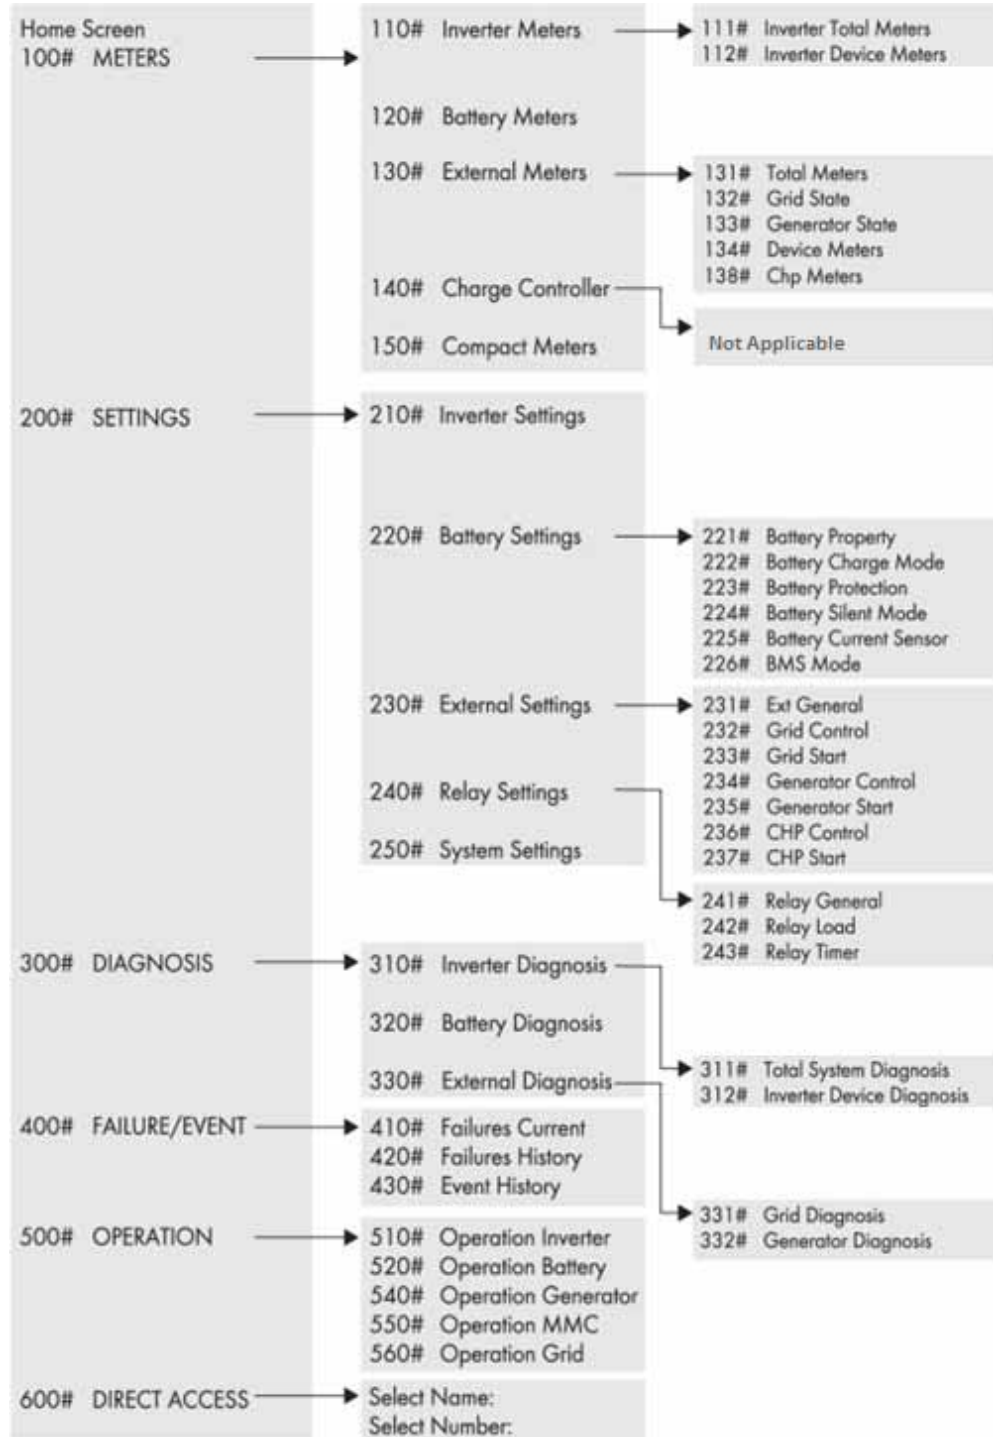 Home Screen
100# METERS
110# Inverter Meters
111# Inverter Total Meters
112# Inverter Device Meters
120# Battery Meters
130# External Meters
131# Total Meters
132# Grid State
133# Generator State
134# Device Meters
138# Chp Meters
140# Charge Controller
Not Applicable
150# Compact Meters
200# SETTINGS
210# Inverter Settings
220# Battery Settings
221# Battery Property
222# Battery Charge Mode
223# Battery Protection
224# Battery Silent Mode
225# Battery Current Sensor
226# BMS Mode
230# External Settings
231# Ext General
232# Grid Control
233# Grid Start
234# Generator Control
235# Generator Start
236# CHP Control
237# CHP Start
240# Relay Settings
241# Relay General
242# Relay Load
243# Relay Timer
250# System Settings
300# DIAGNOSIS
310# Inverter Diagnosis
311# Total System Diagnosis
312# Inverter Device Diagnosis
320# Battery Diagnosis
330# External Diagnosis
331# Grid Diagnosis
332# Generator Diagnosis
400# FAILURE/EVENT
410# Failures Current
420# Failures History
430# Event History
500# OPERATION
510# Operation Inverter
520# Operation Battery
540# Operation Generator
550# Operation MMC
560# Operation Grid
600# DIRECT ACCESS
Select Name:
Select Number: